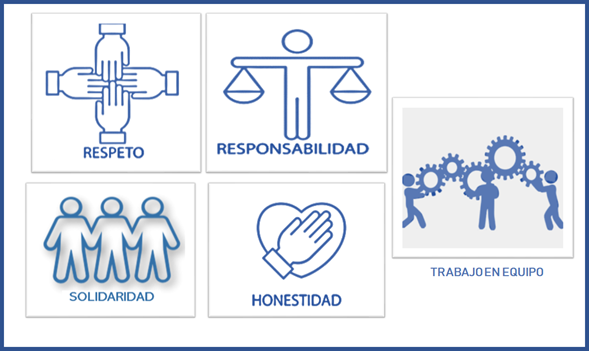 RESPETO
RESPONSABILIDAD
SOLIDARIDAD
HONESTIDAD
TRABAJO EN EQUIPO